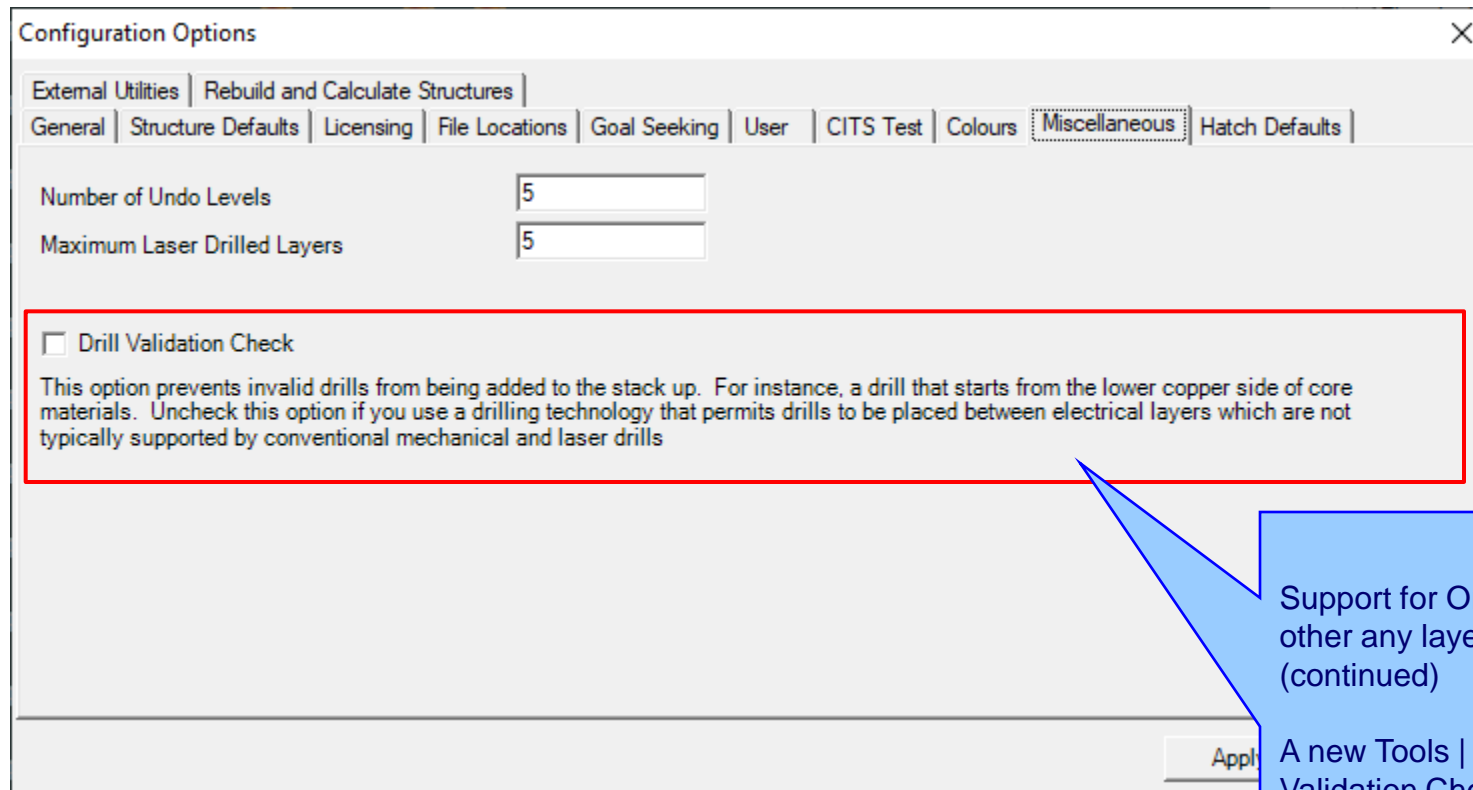 Configuration Options
External Utilities Rebuild and Calculate Structures
General Structure Defaults Licensing File Locations Goal Seeking User CITS Test Colours Miscellaneous Hatch Defaults
Number of Undo Levels 5
Maximum Laser Drilled Layers 5
Drill Validation Check
This option prevents invalid drills from being added to the stack up. For instance, a drill that starts from the lower copper side of core
materials. Uncheck this option if you use a drilling technology that permits drills to be placed between electrical layers which are not
typically supported by conventional mechanical and laser drills
Support for
other any
(continued)
Apply
A new Tools |
Validation